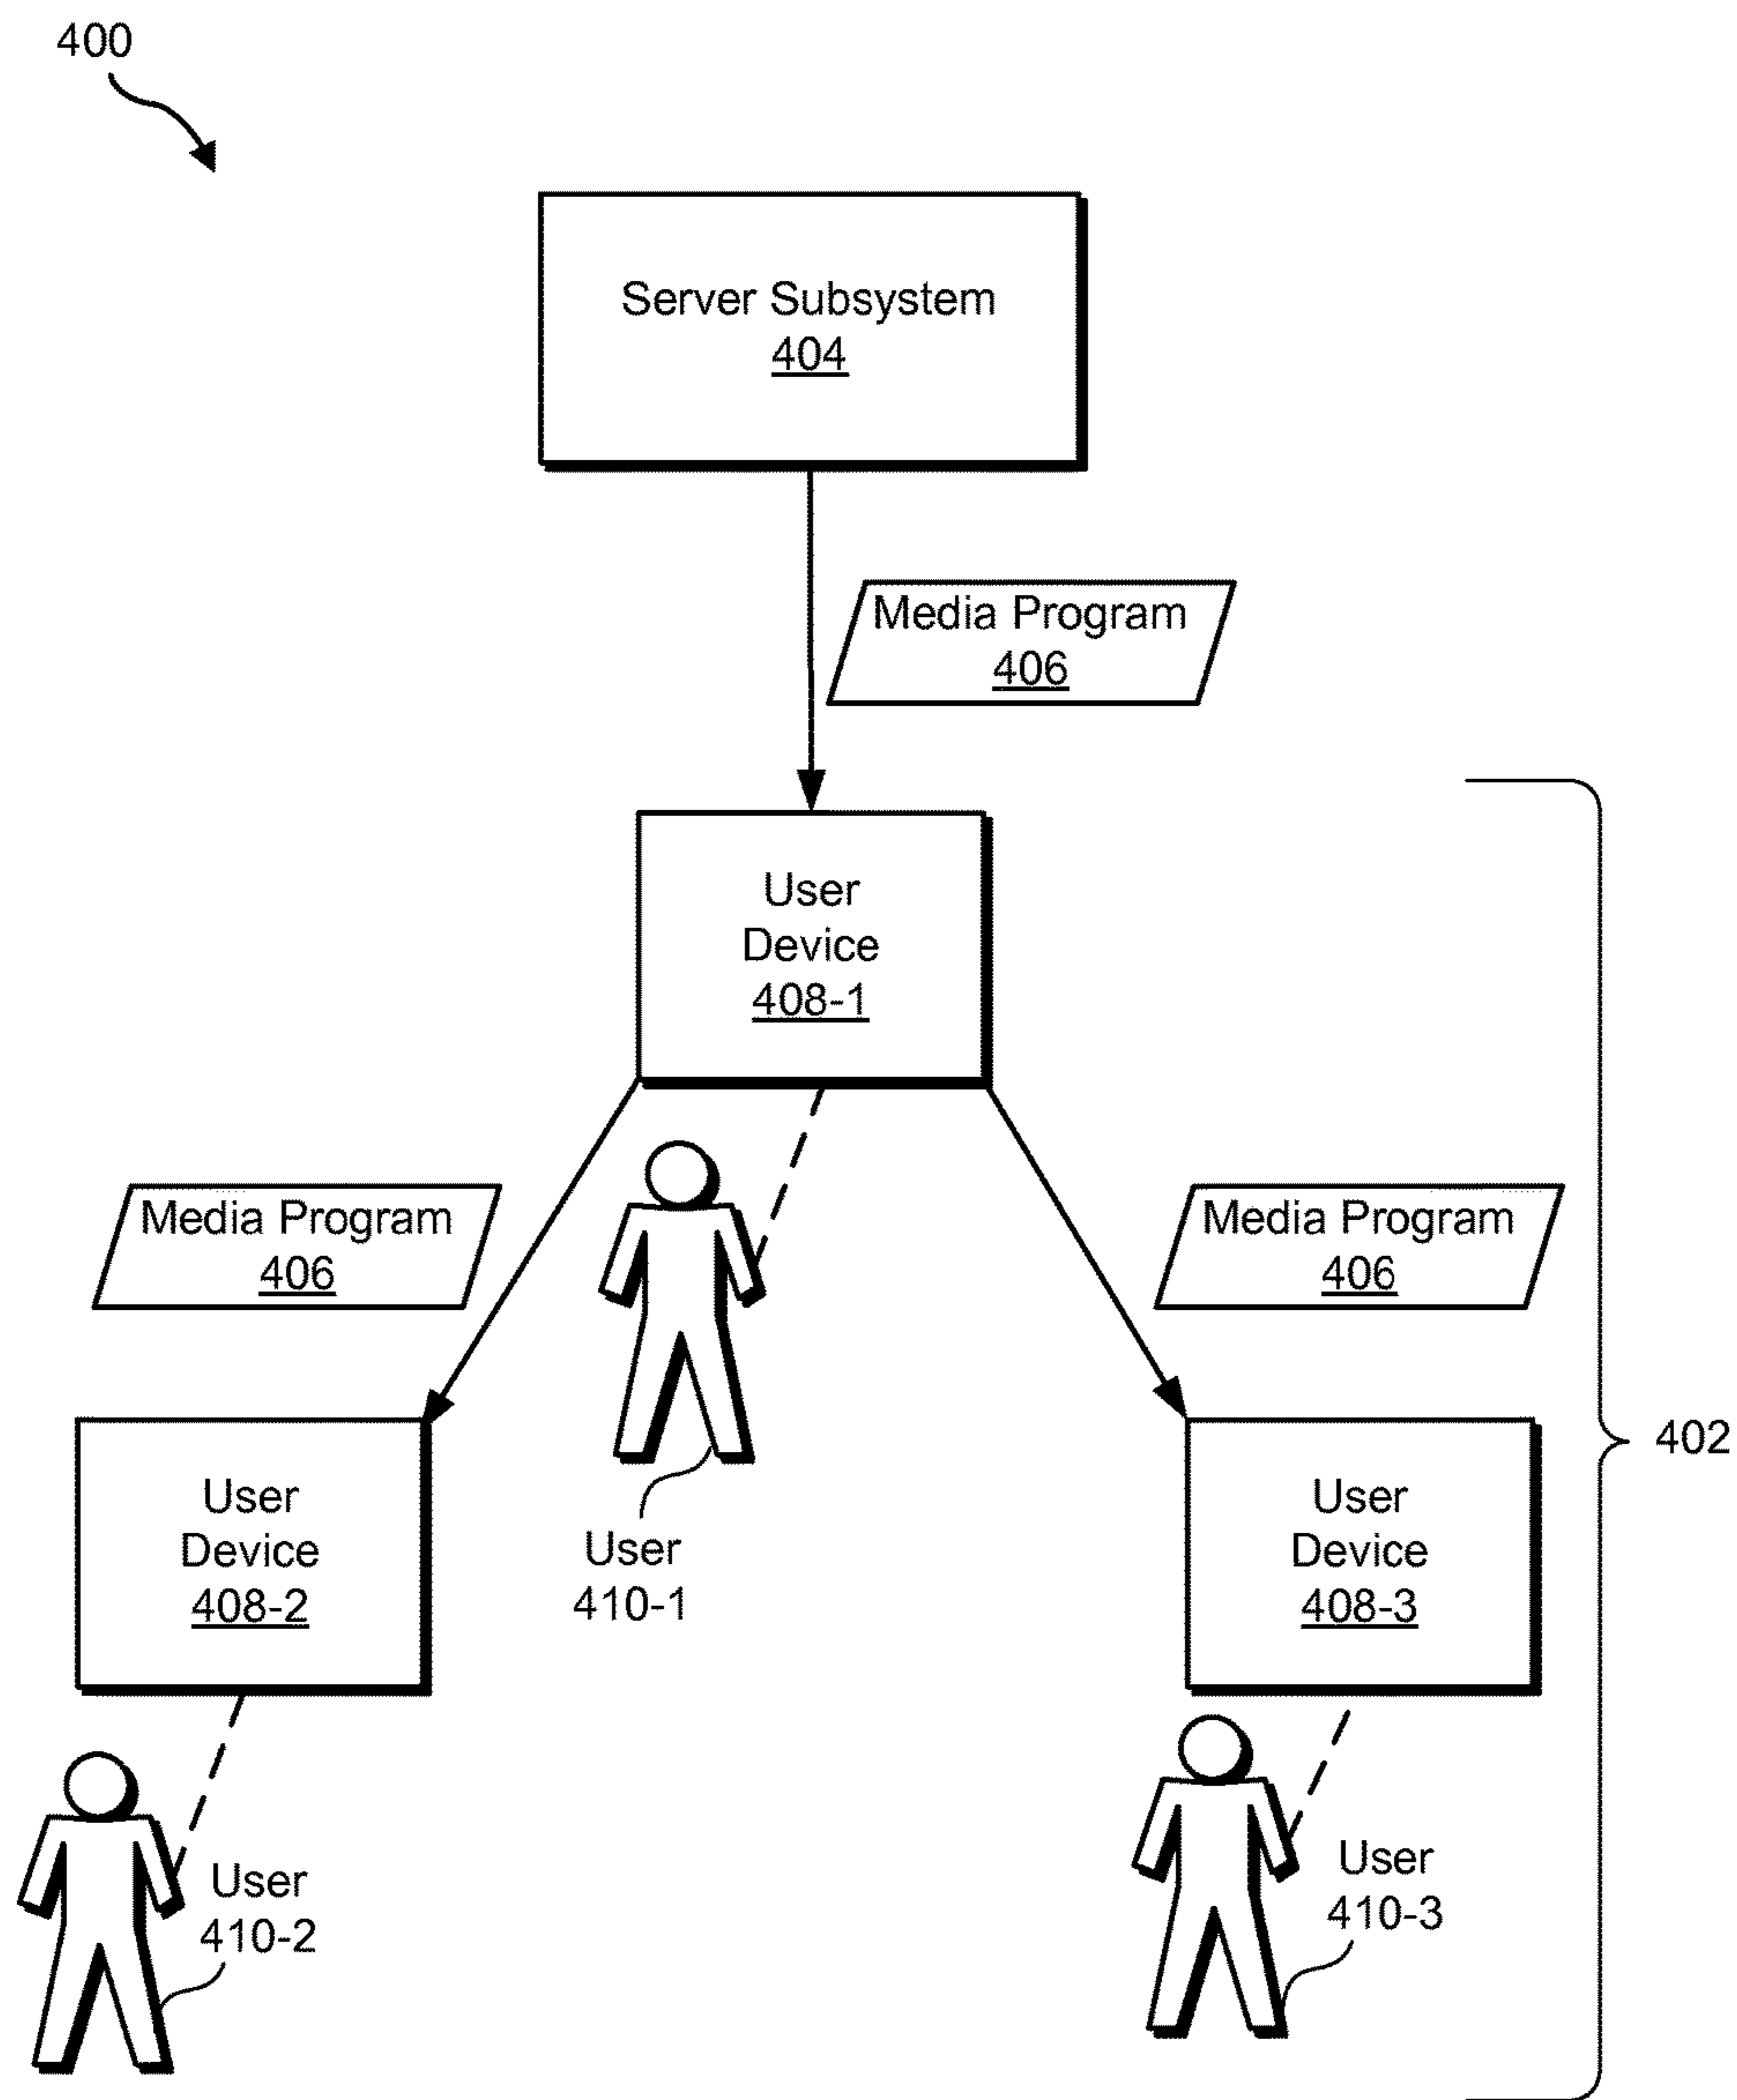 400
Server Subsystem
404
Media Program
406
User
Device
408-1
Media Program
406
Media Program
406
User
Device
408-2
User
410-1
User
Device
408-3
402
User
410-2
User
410-3